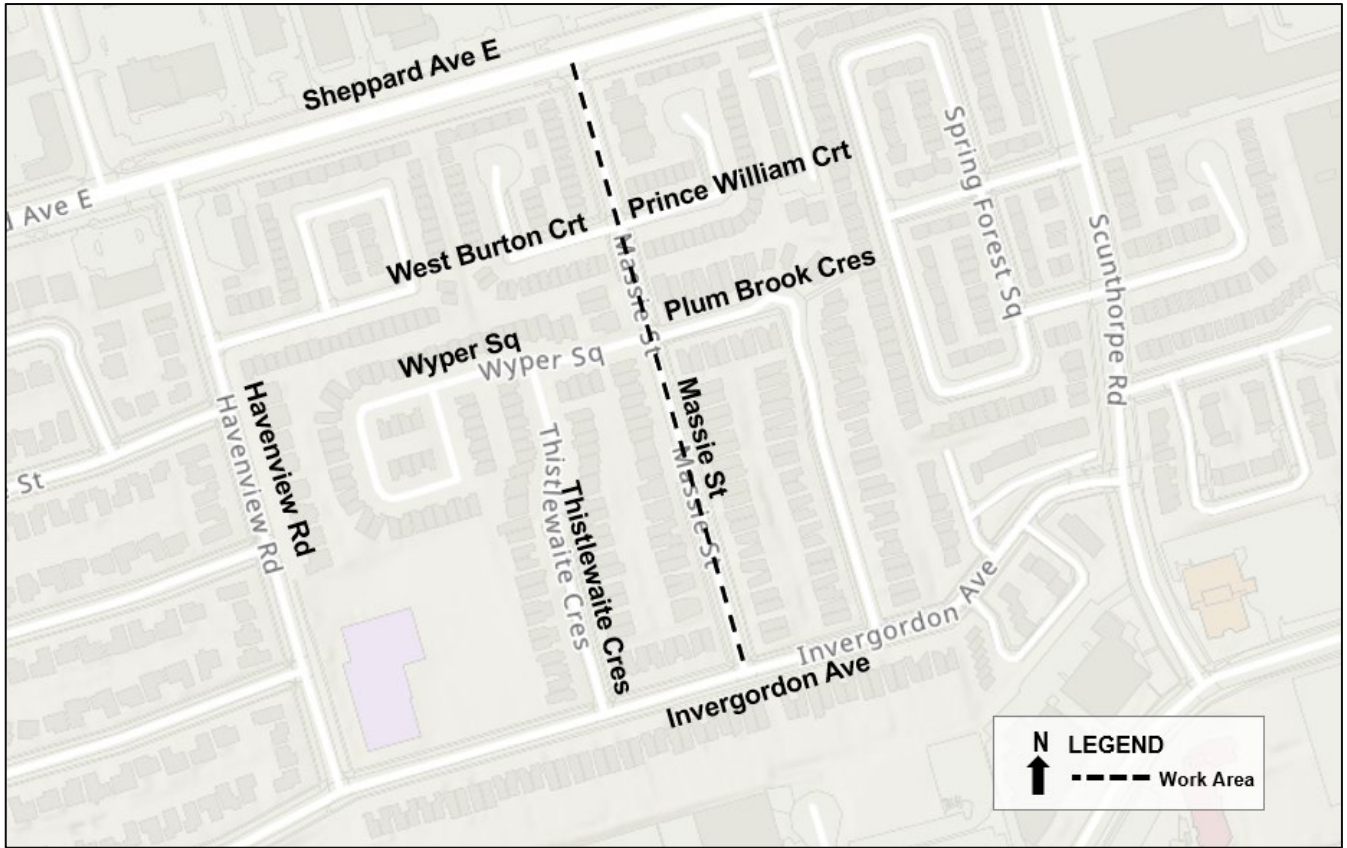 Sheppard Ave E
d Ave E
Prince William Crt
West Burton Crt
Massie St
Plum Brook Cres
Spring Forest Sq
Scunthorpe Rd
Wyper Sq
Wyper Sq
Havenview Rd
Havenview Rd
St
Thistlewaite Cres
Thistlewaite Cres
Massie St
Massie St
Invergordon Ave
Invergordon Ave
N LEGEND
Work Area